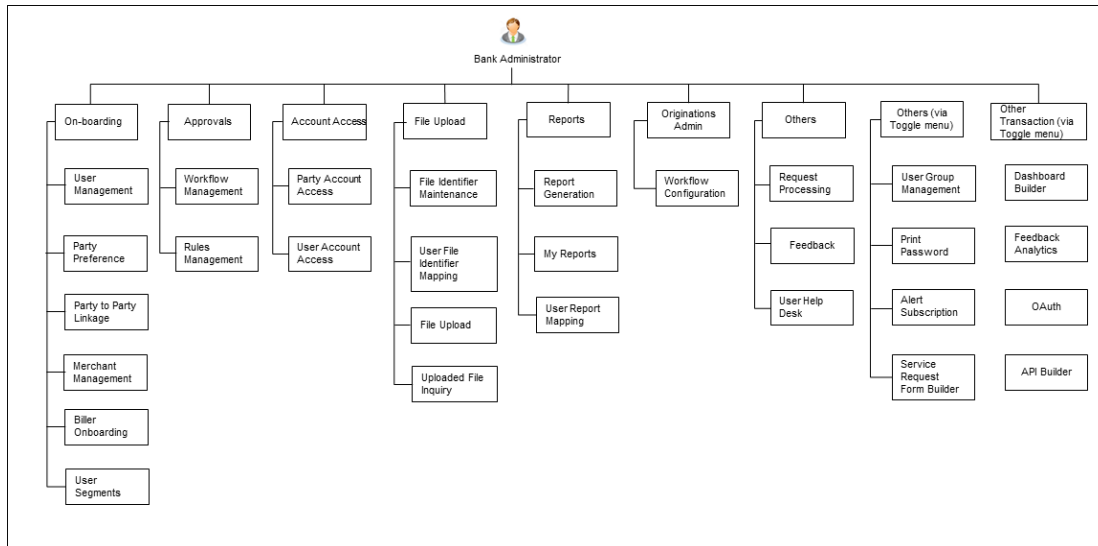 Bank Administrator
On-boarding
Approvals
Account Access
File Upload
Reports
Originations
Admin
Others
Others (via
Toggle menu)
Other
Transaction (via
Toggle menu)
User
Management
Party
Preference
Party to Party
Linkage
Merchant
Management
Biller
Onboarding
User
Segments
Workflow
Management
Rules
Management
Party Account
Access
User Account
Access
File Identifier
Maintenance
User File
Identifier
Mapping
File Upload
Uploaded File
Inquiry
Report
Generation
My Reports
User Report
Mapping
Workflow
Configuration
Request
Processing
Feedback
User Help
Desk
User Group
Management
Print
Password
Alert
Subscription
Service
Request
Form Builder
Dashboard
Builder
Feedback
Analytics
OAuth
API Builder